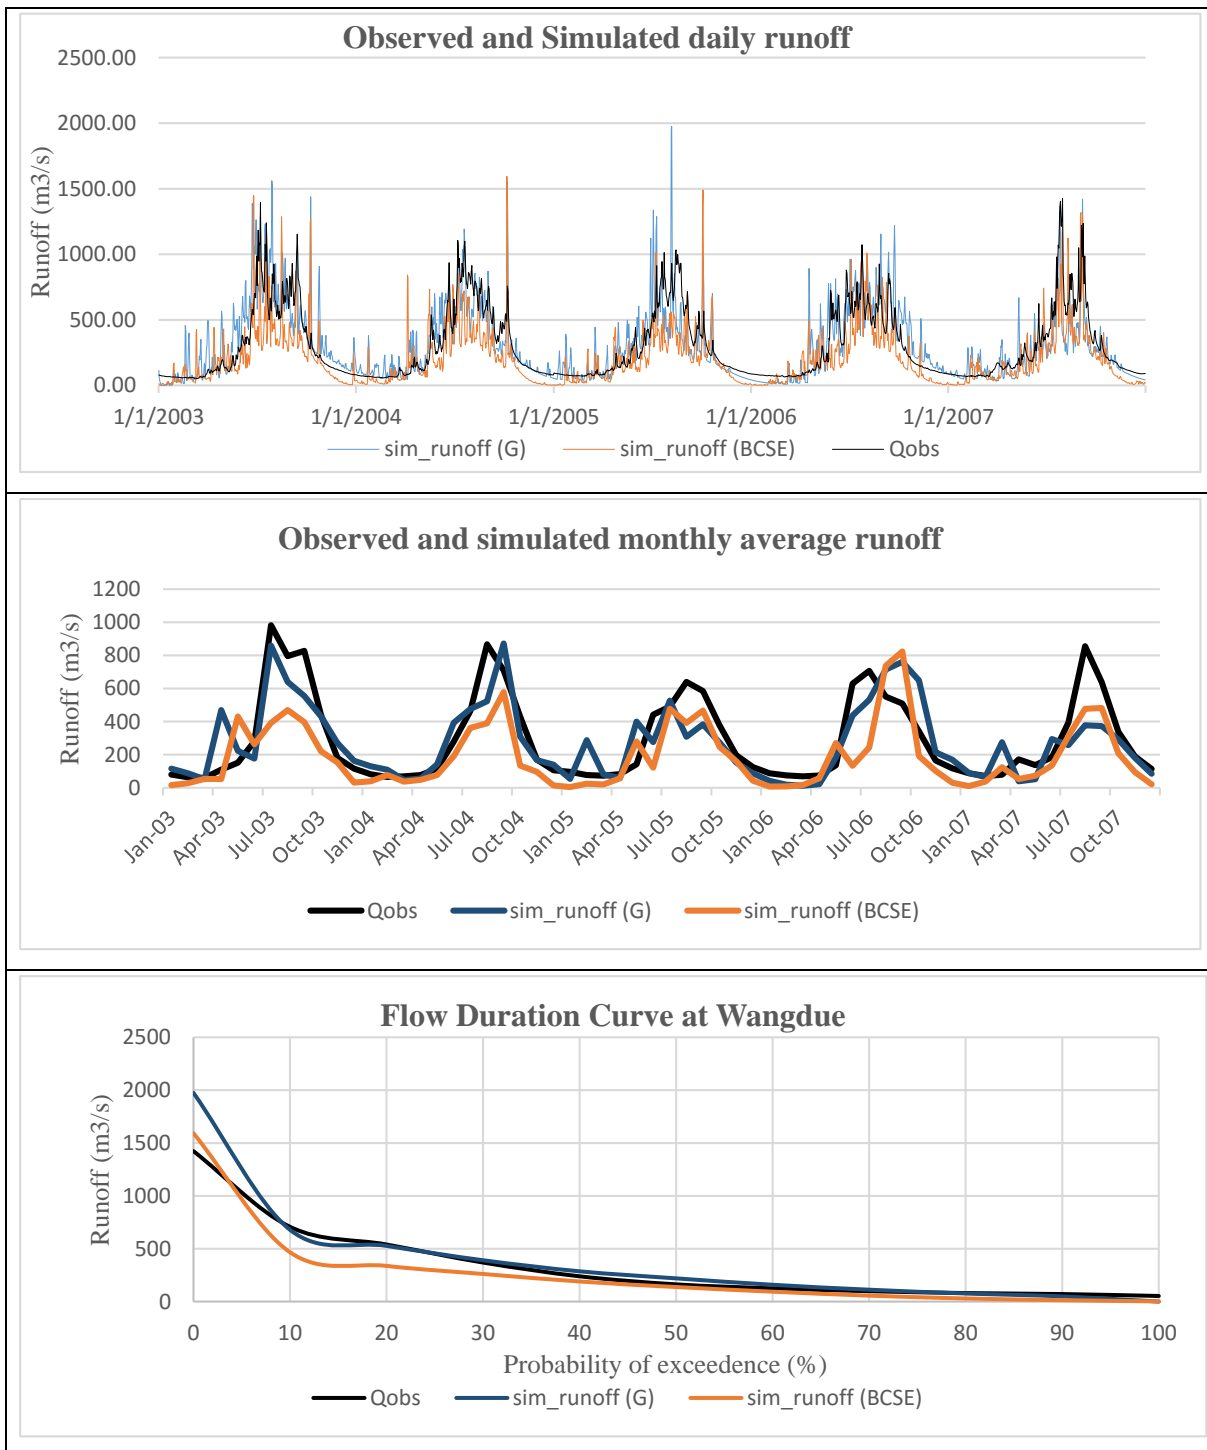 Observed and Simulated daily runoff
2500.00
2000.00
1500.00
1000.00
500.00
0.00
Runoff (m3/s)
1/1/2003 1/1/2004 1/1/2005 1/1/2006 1/1/2007
sim_runoff (G) sim_runoff (BCSE) Qobs
Observed and simulated monthly average runoff
1200
1000
800
600
400
200
0
Runoff (m3/s)
Jan-03 Apr-03 Jul-03 Oct-03 Jan-04 Apr-04 Jul-04 Oct-04 Jan-05 Apr-05 Jul-05 Oct-05 Jan-06 Apr-06 Jul-06 Oct-06 Jan-07 Apr-07 Jul-07 Oct-07
Qobs sim_runoff (G) sim_runoff (BCSE)
Flow Duration Curve at Wangdue
2500
2000
1500
1000
500
0
Runoff (m3/s)
0 10 20 30 40 50 60 70 80 90 100
Probability of exceedence (%)
Qobs sim_runoff (G) sim_runoff (BCSE)